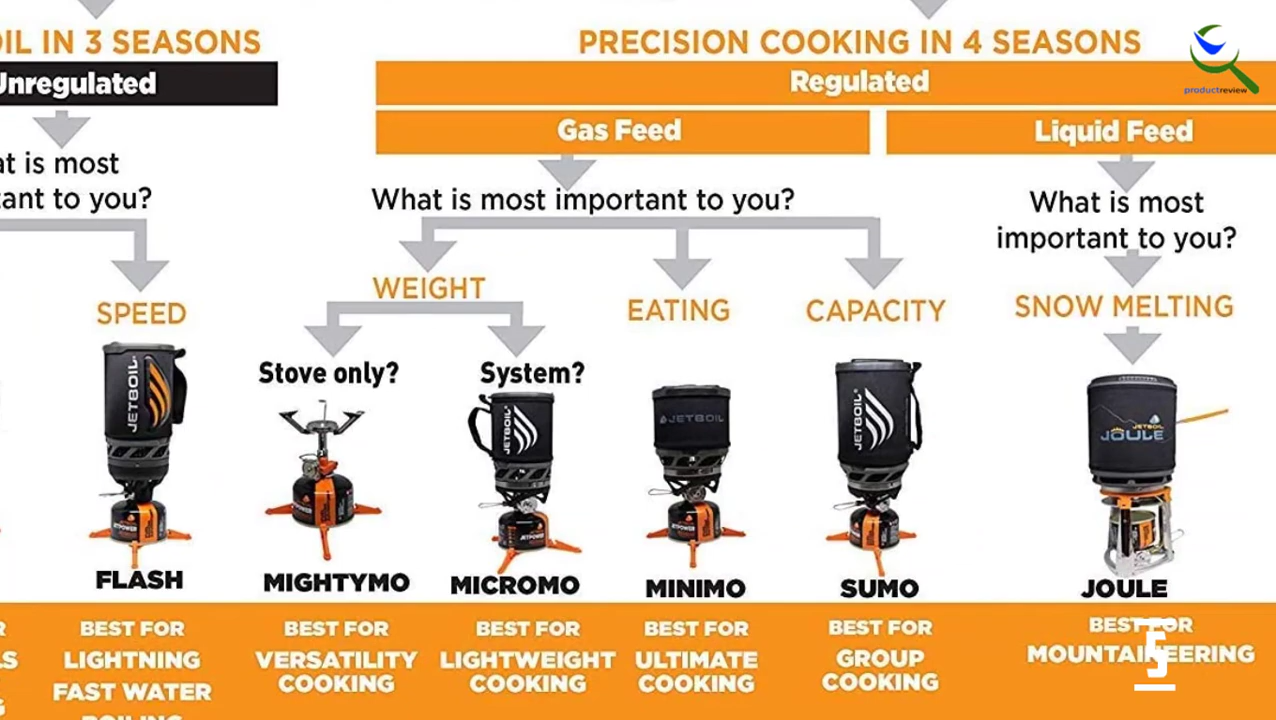 OIL IN 3 SEASONS
PRECISION COOKING IN 4 SEASONS
productreview
Unregulated
Regulated
Gas Feed
Liquid Feed
is most
to you?
What is most important to you?
What is most
important to you?
SPEED
WEIGHT
EATING
CAPACITY
SNOW MELTING
Stove only?
System?
JETBOIL
JETBOIL
JETBOIL
JETBOIL
JETBOIL
JOULE
JETPOWER
JETPOWER
FLASH
MIGHTYMO
MICROMO
MINIMO
SUMO
JOULE
BEST FOR
LIGHTNING
FAST WATER
BOILING
BEST FOR
VERSATILITY
COOKING
BEST FOR
LIGHTWEIGHT
COOKING
BEST FOR
ULTIMATE
COOKING
BEST FOR
GROUP
COOKING
BEST FOR
MOUNTAINEERING